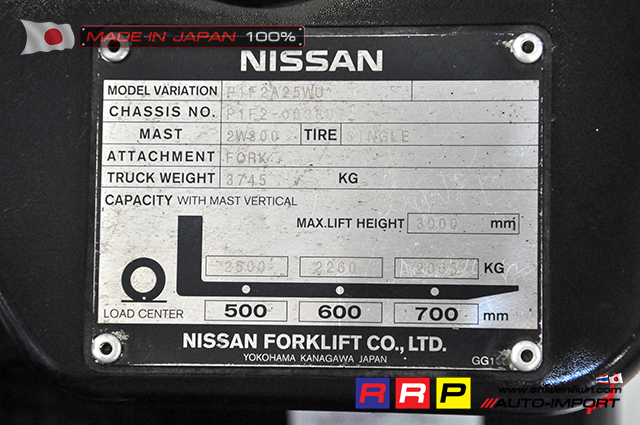 MADE IN JAPAN 100%
NISSAN
MODEL VARIATION P1F2A25WU
CHASSIS NO.
MAST 2W300 TIRE SINGLE
ATTACHMENT FORK
TRUCK WEIGHT 3745 KG
CAPACITY WITH MAST VERTICAL
MAX.LIFT HEIGHT 3000 mm
2500 2260 2065 KG
LOAD CENTER 500 600 700 mm
NISSAN FORKLIFT CO., LTD.
YOKOHAMA KANAGAWA JAPAN
RRP
AUTO-IMPORT